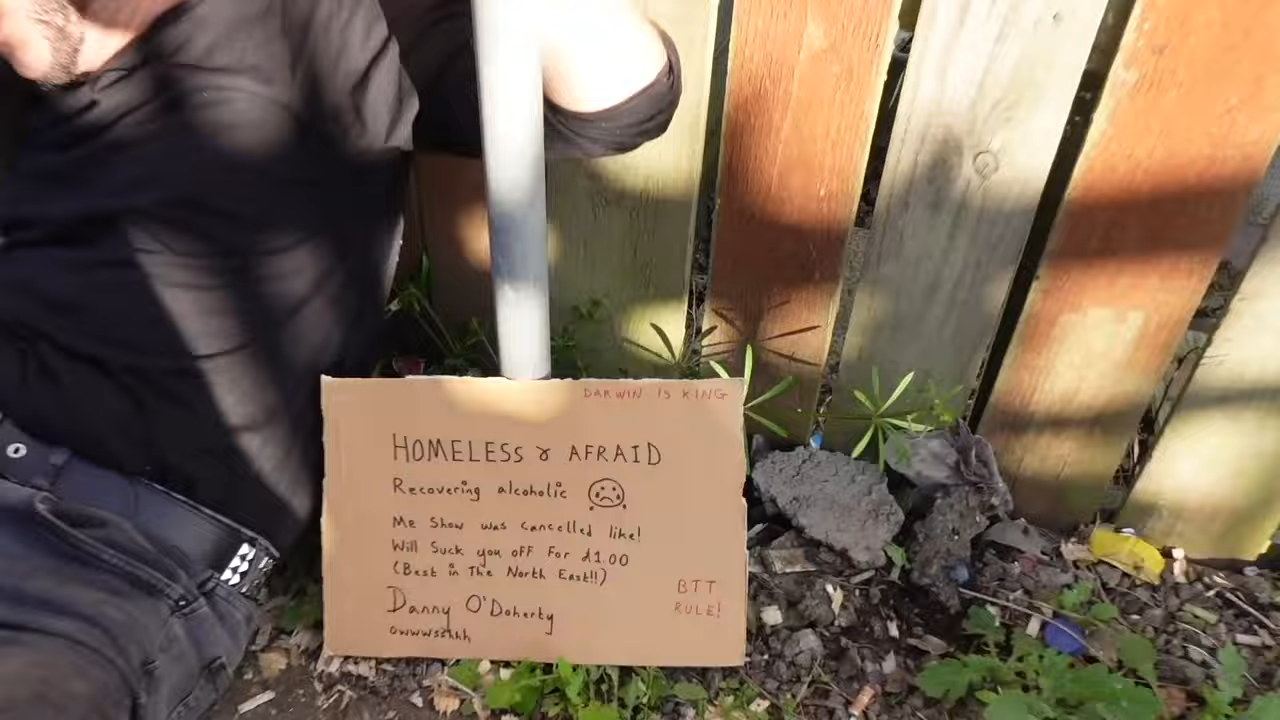 DARWIN IS KING
HOMELESS & AFRAID
Recovering alcoholic
Me Show was cancelled like!
Will Suck you off For £1.00
(Best in The North East!!)
Danny O'Doherty
owwwsshhh
BTT
RULE!